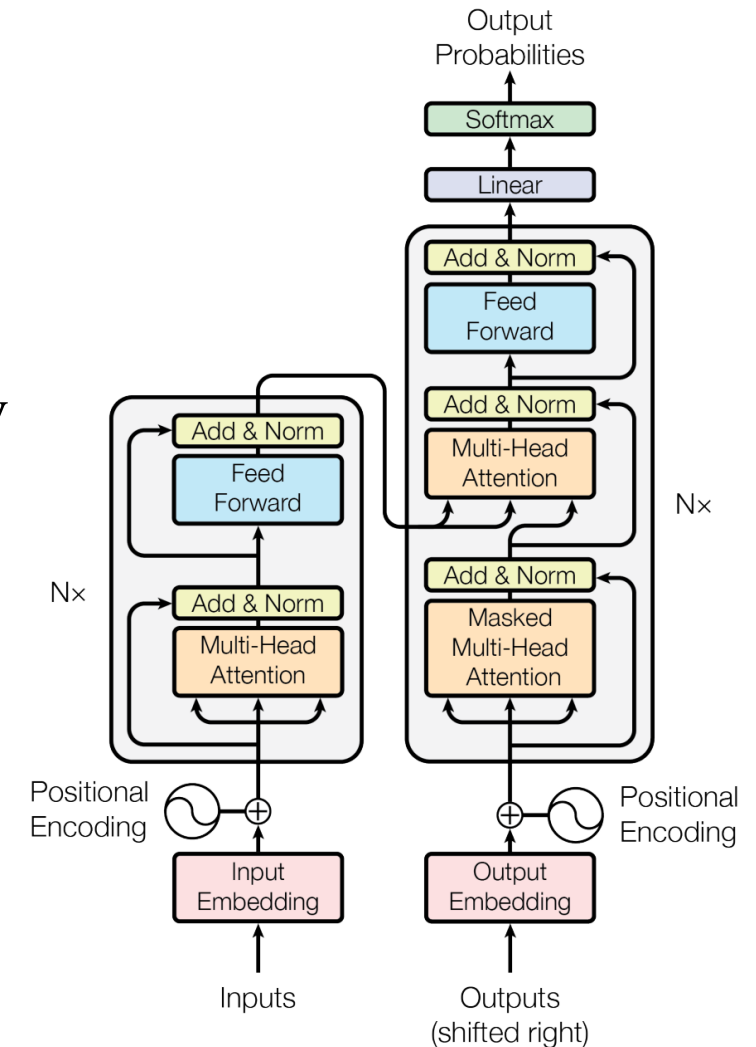 Output
Probabilities
Softmax
Linear
Add & Norm
Feed
Forward
Add & Norm
Multi-Head
Attention
N×
Add & Norm
Masked
Multi-Head
Attention
Add & Norm
Feed
Forward
N×
Add & Norm
Multi-Head
Attention
Positional
Encoding
Positional
Encoding
Input
Embedding
Output
Embedding
Inputs
Outputs
(shifted right)